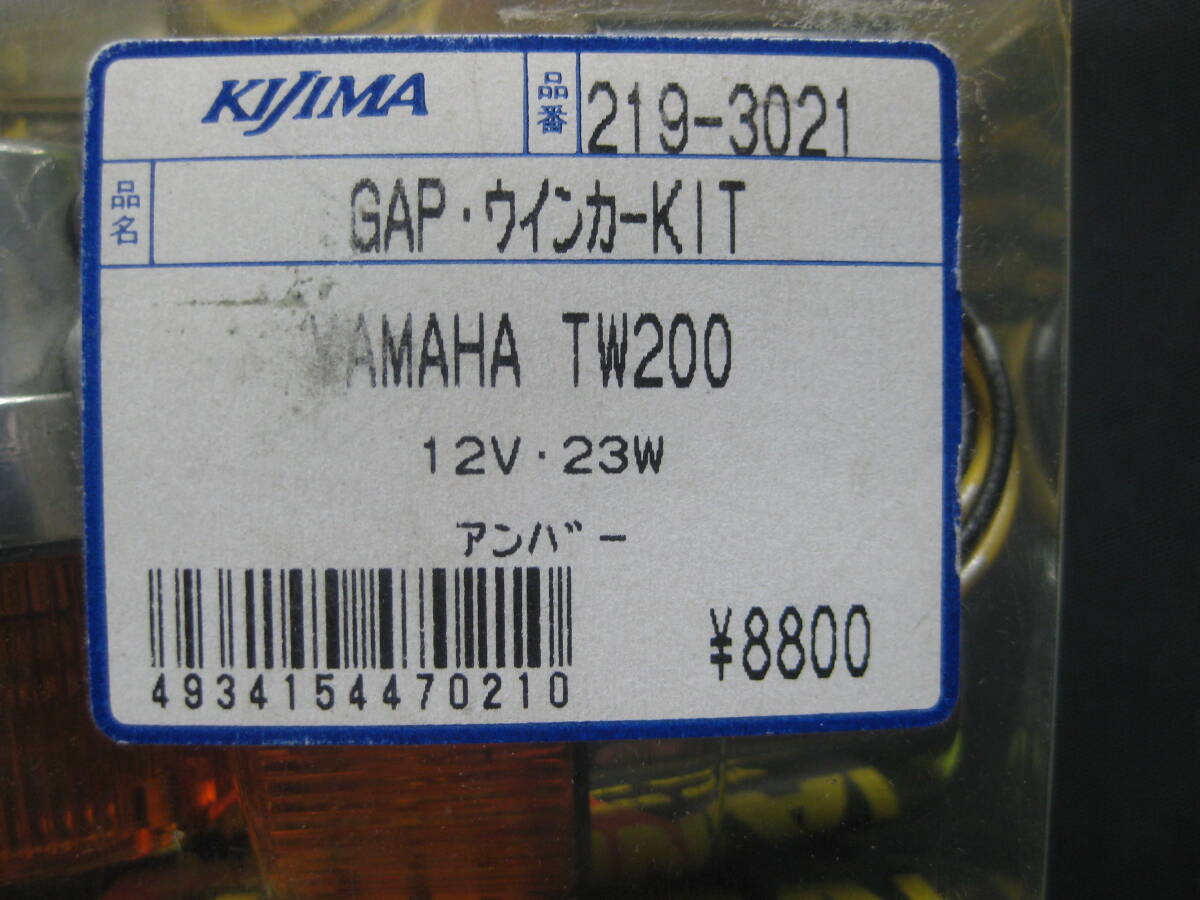 KIJIMA 品番 219-3021
品名 GAP・ウインカーKIT
YAMAHA TW200
12V・23W
アンバー
4934154470210
¥8800